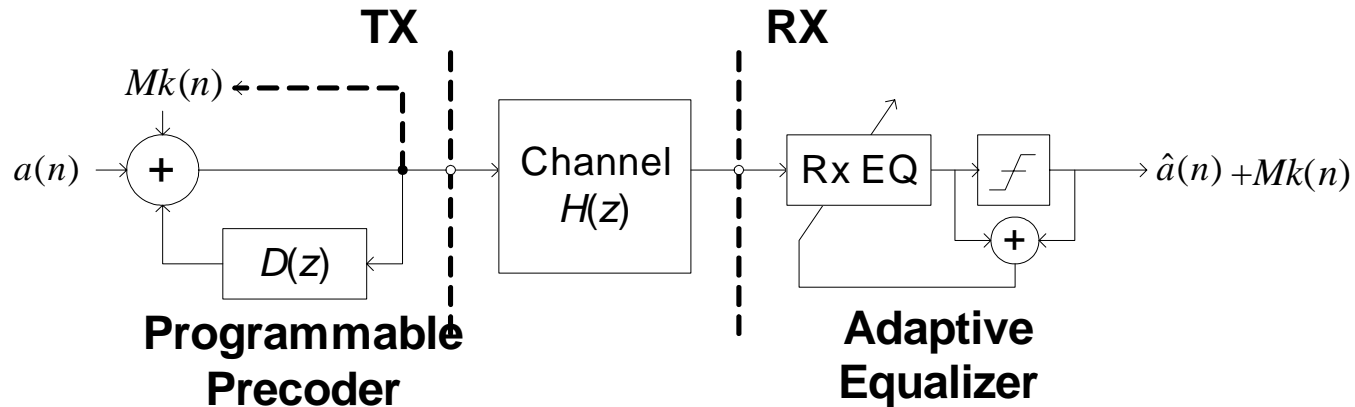 TX
RX
Mk(n)
a(n)
+
Channel
H(z)
Rx EQ
â(n) +Mk(n)
+
D(z)
Programmable
Precoder
Adaptive
Equalizer